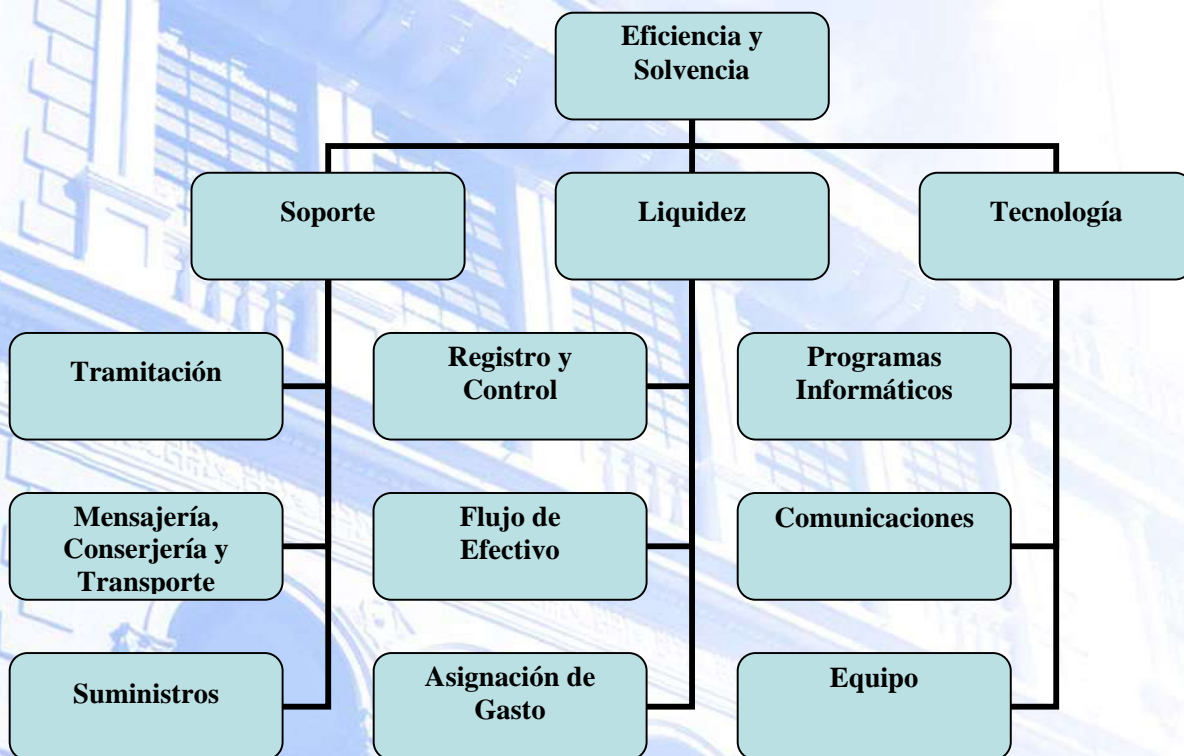 Eficiencia y
Solvencia
Soporte
Liquidez
Tecnología
Tramitación
Registro y
Control
Programas
Informáticos
Mensajería,
Conserjería y
Transporte
Flujo de
Efectivo
Comunicaciones
Suministros
Asignación de
Gasto
Equipo